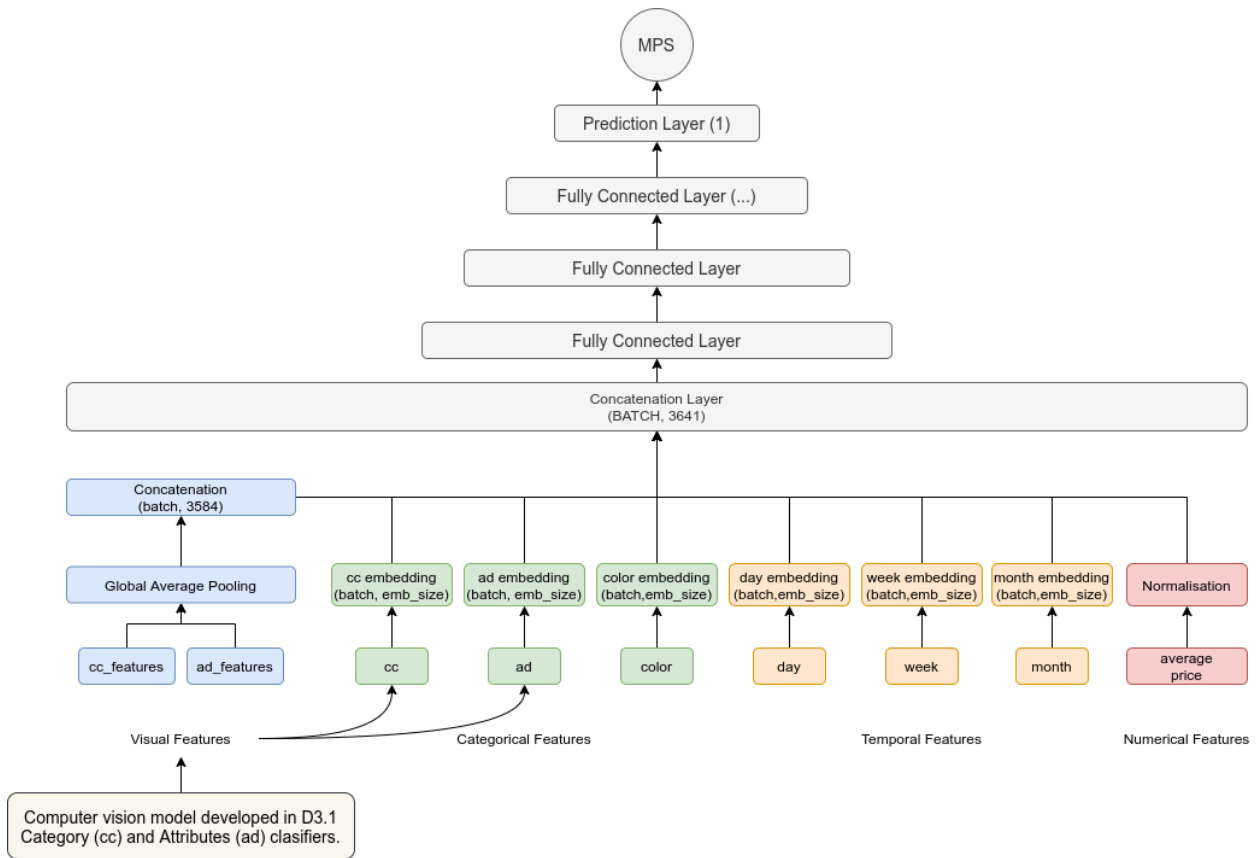 MPS
Prediction Layer (1)
Fully Connected Layer (...)
Fully Connected Layer
Fully Connected Layer
Concatenation Layer
(BATCH, 3641)
Concatenation
(batch, 3584)
Global Average Pooling
cc embedding
(batch, emb_size)
ad embedding
(batch, emb_size)
color embedding
(batch,emb_size)
day embedding
(batch,emb_size)
week embedding
(batch,emb_size)
month embedding
(batch,emb_size)
Normalisation
cc_features
ad_features
cc
ad
color
day
week
month
average
price
Visual Features
Categorical Features
Temporal Features
Numerical Features
Computer vision model developed in D3.1
Category (cc) and Attributes (ad) clasifiers.